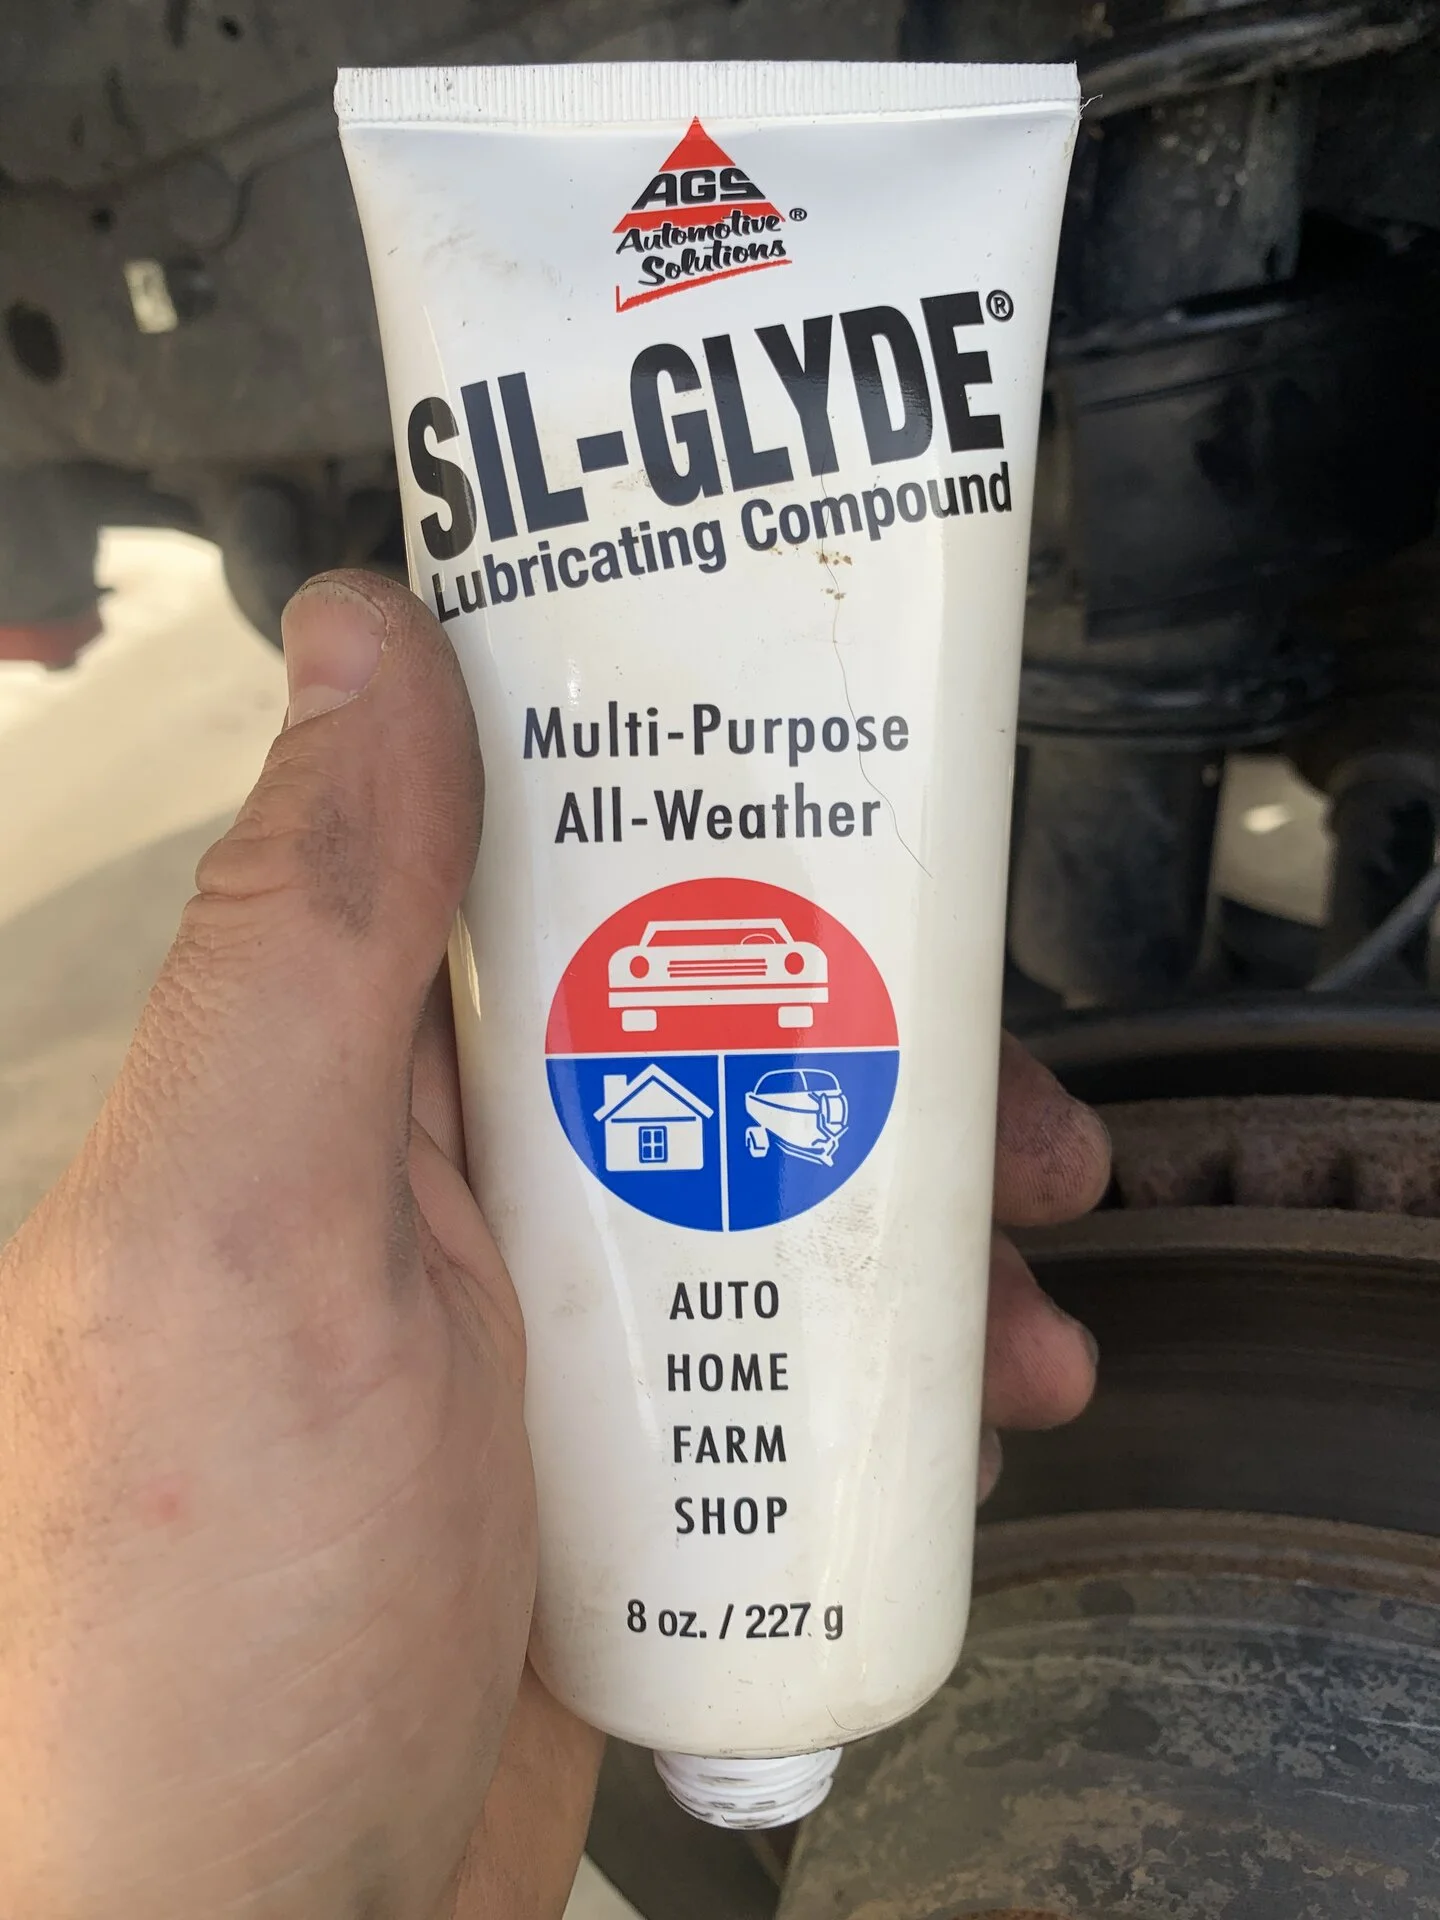 AGS
Automotive ®
Solutions
SIL-GLYDE®
Lubricating Compound
Multi-Purpose
All-Weather
AUTO
HOME
FARM
SHOP
8 oz. / 227 g